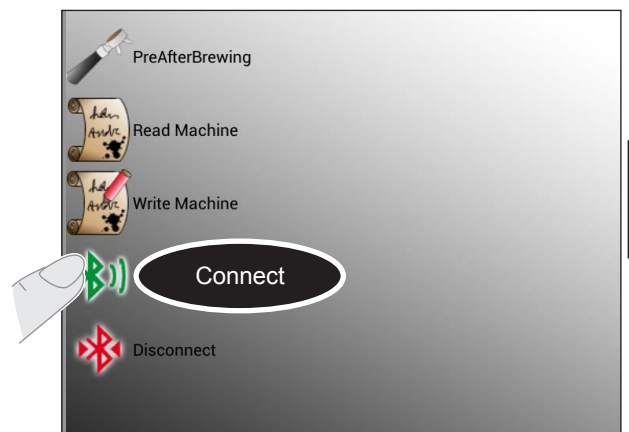 PreAfterBrewing
Read Machine
Write Machine
Connect
Disconnect